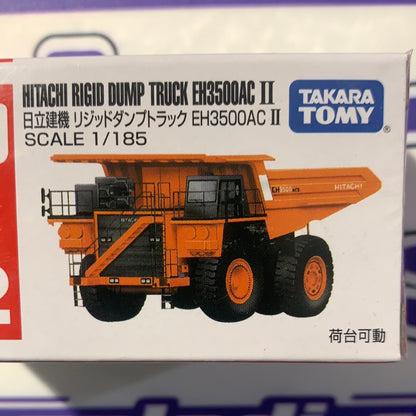 HITACHI RIGID DUMP TRUCK EH3500AC II
日立建機 リジッドダンプトラック EH3500AC II
SCALE 1/185
TAKARA
TOMY®
HITACHI
荷台可動